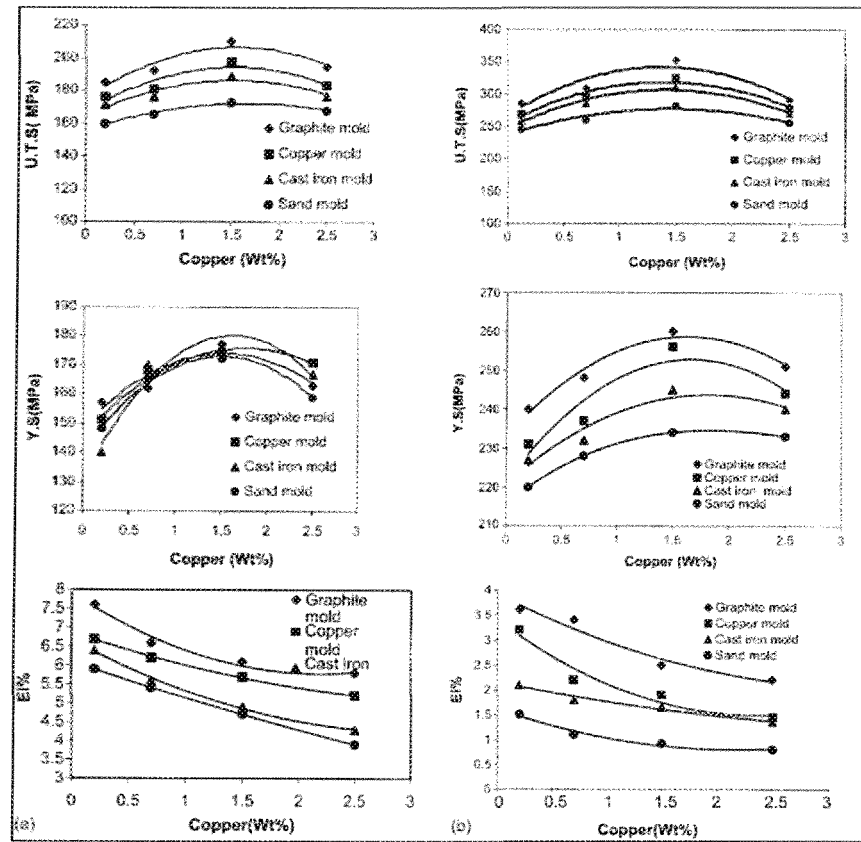 220
200
180
160
140
120
100
U.T.S( MPa)
Graphite mold
Copper mold
Cast iron mold
Sand mold
0 0.5 1 1.5 2 2.5 3
Copper (Wt%)
400
350
300
250
200
150
100
U.T.S( MPa)
Graphite mold
Copper mold
Cast iron mold
Sand mold
0 0.5 1 1.5 2 2.5 3
Copper (Wt%)
190
180
170
160
150
140
130
120
Y.S(MPa)
Graphite mold
Copper mold
Cast iron mold
Sand mold
0 0.5 1 1.5 2 2.5 3
Copper (Wt%)
270
260
250
240
230
220
210
Y.S(MPa)
Graphite mold
Copper mold
Cast iron mold
Sand mold
0 0.5 1 1.5 2 2.5 3
Copper (Wt%)
8
7.5
7
6.5
6
5.5
5
4.5
4
3.5
3
El%
Graphite
mold
Copper
mold
Cast iron
0 0.5 1 1.5 2 2.5 3
(a)
Copper(Wt%)
4
3.5
3
2.5
2
1.5
1
0.5
0
El%
Graphite mold
Copper mold
Cast iron mold
Sand mold
0 0.5 1 1.5 2 2.5 3
(b)
Copper(Wt%)